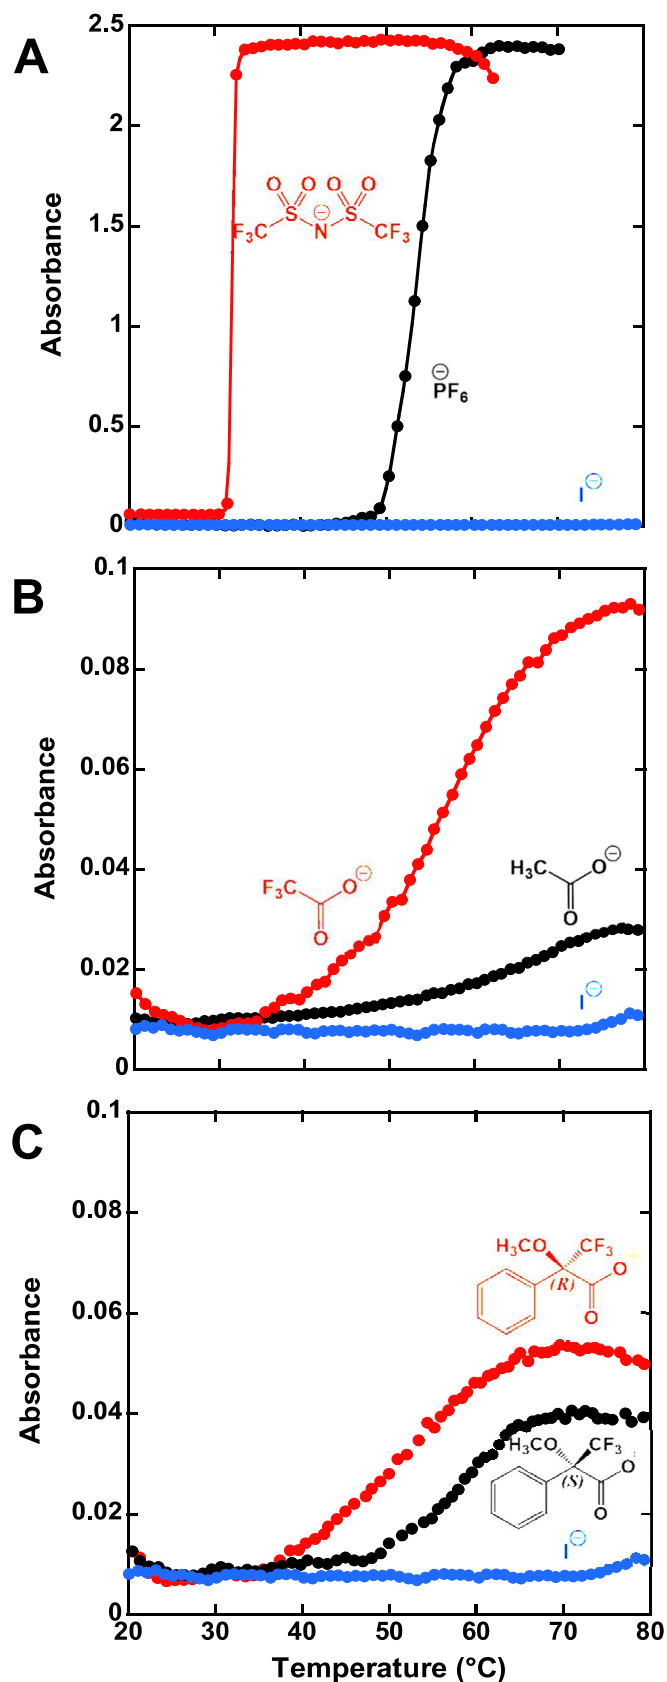 A
2.5
2
1.5
1
0.5
0
Absorbance
O O O O
S ⊖ S
F₃C N CF₃
⊖
PF₆
I⊖
B
0.1
0.08
0.06
0.04
0.02
0
Absorbance
F₃C O⊖
O
H₃C O⊖
O
I⊖
C
0.1
0.08
0.06
0.04
0.02
0
Absorbance
H₃CO CF₃
O
(R)
O
H₃CO CF₃
O
(S)
O
I⊖
20 30 40 50 60 70 80
Temperature (°C)